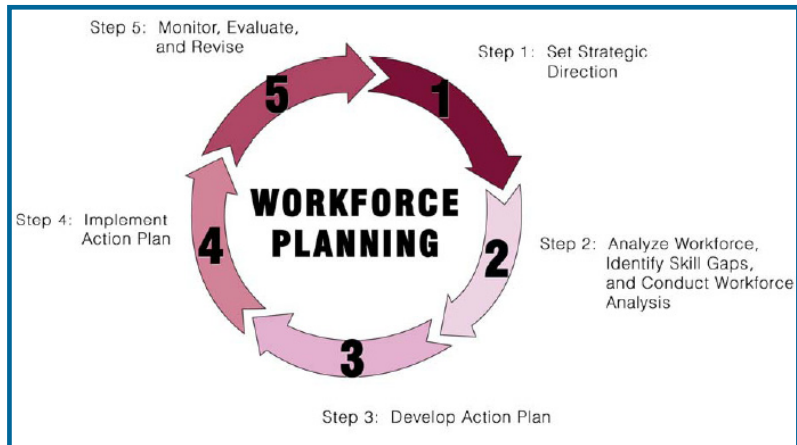 Step 5: Monitor, Evaluate,
and Revise
Step 1: Set Strategic
Direction
5
1
WORKFORCE
PLANNING
Step 4: Implement
Action Plan
4
2
Step 2: Analyze Workforce,
Identify Skill Gaps,
and Conduct Workforce
Analysis
3
Step 3: Develop Action Plan